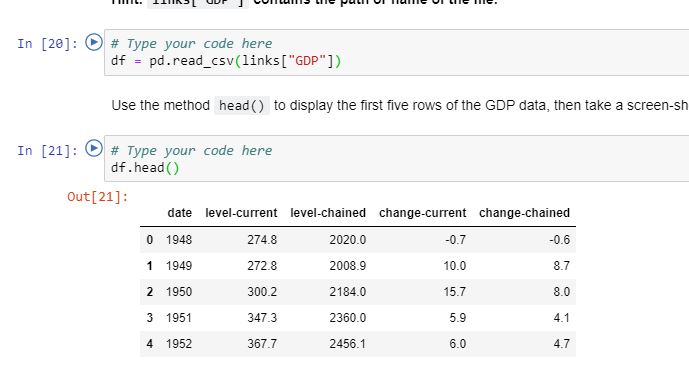 Hint: links["GDP"] contains the path or name of the file.
In [20]: # Type your code here
df = pd.read_csv(links["GDP"])
Use the method head() to display the first five rows of the GDP data, then take a screen-sh
In [21]: # Type your code here
df.head()
Out[21]:
date level-current level-chained change-current change-chained
0 1948 274.8 2020.0 -0.7 -0.6
1 1949 272.8 2008.9 10.0 8.7
2 1950 300.2 2184.0 15.7 8.0
3 1951 347.3 2360.0 5.9 4.1
4 1952 367.7 2456.1 6.0 4.7